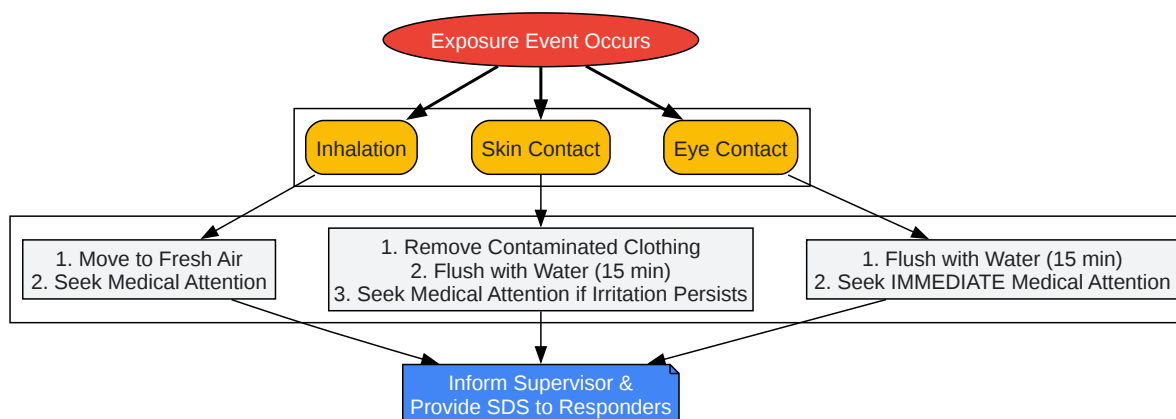 Exposure Event Occurs
Inhalation
Skin Contact
Eye Contact
1. Move to Fresh Air
2. Seek Medical Attention
1. Remove Contaminated Clothing
2. Flush with Water (15 min)
3. Seek Medical Attention if Irritation Persists
1. Flush with Water (15 min)
2. Seek IMMEDIATE Medical Attention
Inform Supervisor &
Provide SDS to Responders